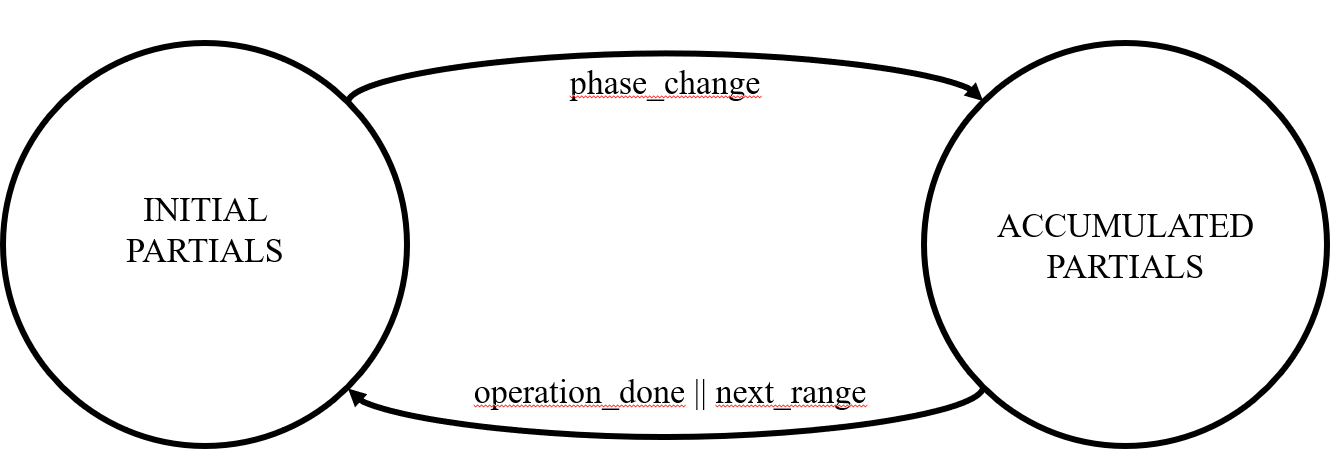 phase_change
INITIAL
PARTIALS
ACCUMULATED
PARTIALS
operation_done || next_range